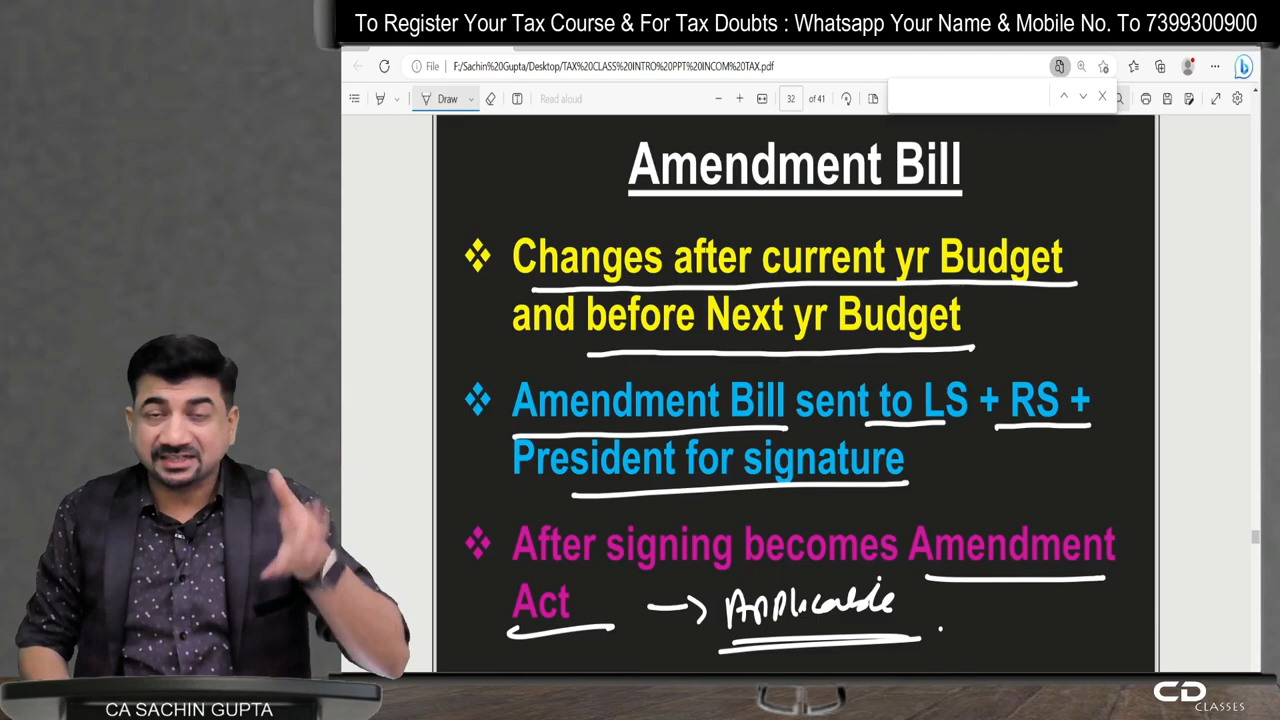 To Register Your Tax Course & For Tax Doubts : Whatsapp Your Name & Mobile No. To 7399300900
File F:/Sachin%20Gupta/Desktop/TAX%20CLASS%20INTRO%20PPT%20INCOM%20TAX.pdf
Draw Read aloud 32 of 41
Amendment Bill
❖ Changes after current yr Budget
and before Next yr Budget
❖ Amendment Bill sent to LS + RS +
President for signature
❖ After signing becomes Amendment
Act → Applicable
CA SACHIN GUPTA
CD
CLASSES